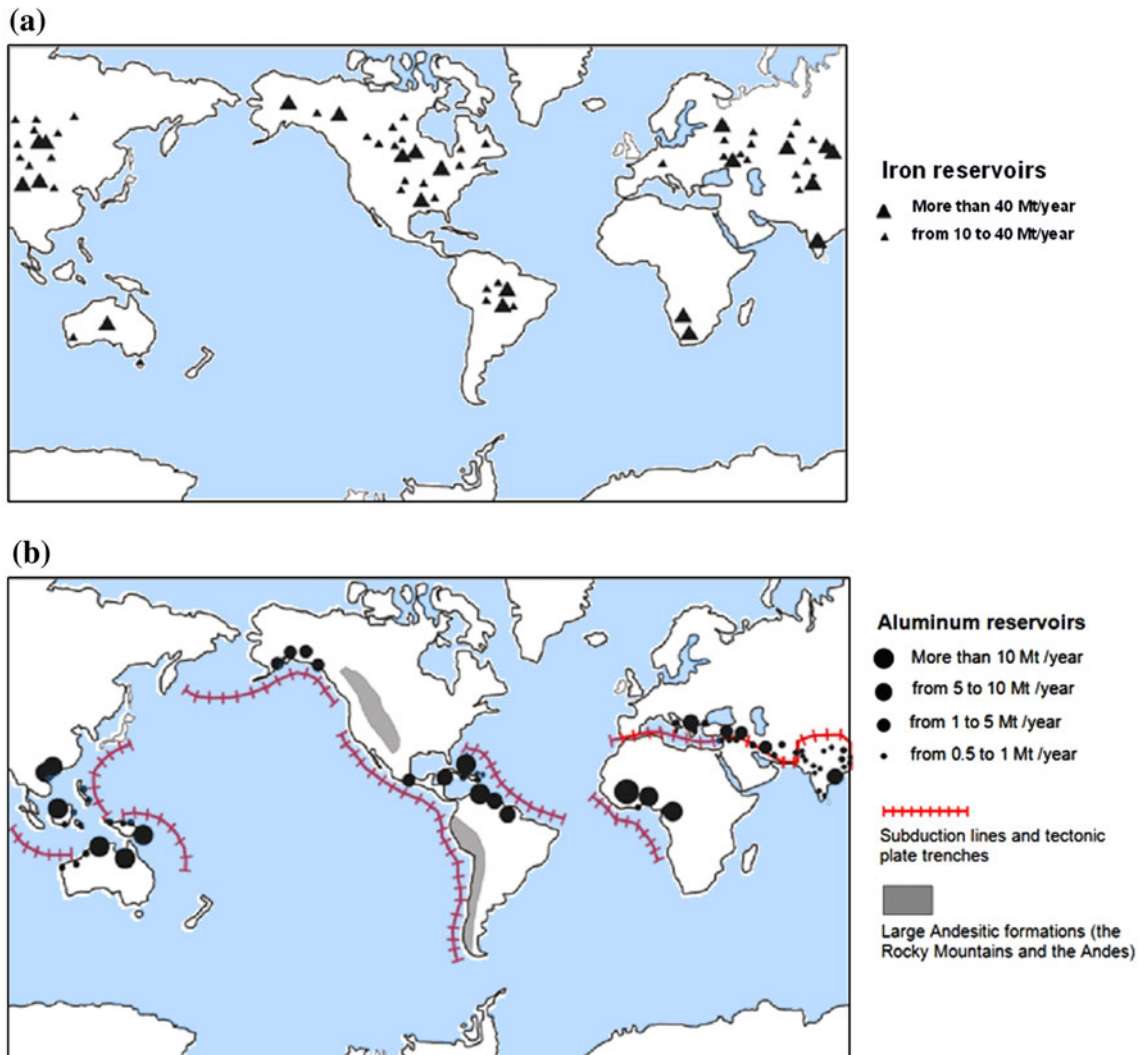 (a)
Iron reservoirs
More than 40 Mt/year
from 10 to 40 Mt/year
(b)
Aluminum reservoirs
More than 10 Mt /year
from 5 to 10 Mt /year
from 1 to 5 Mt /year
from 0.5 to 1 Mt /year
Subduction lines and tectonic
plate trenches
Large Andesitic formations (the
Rocky Mountains and the Andes)